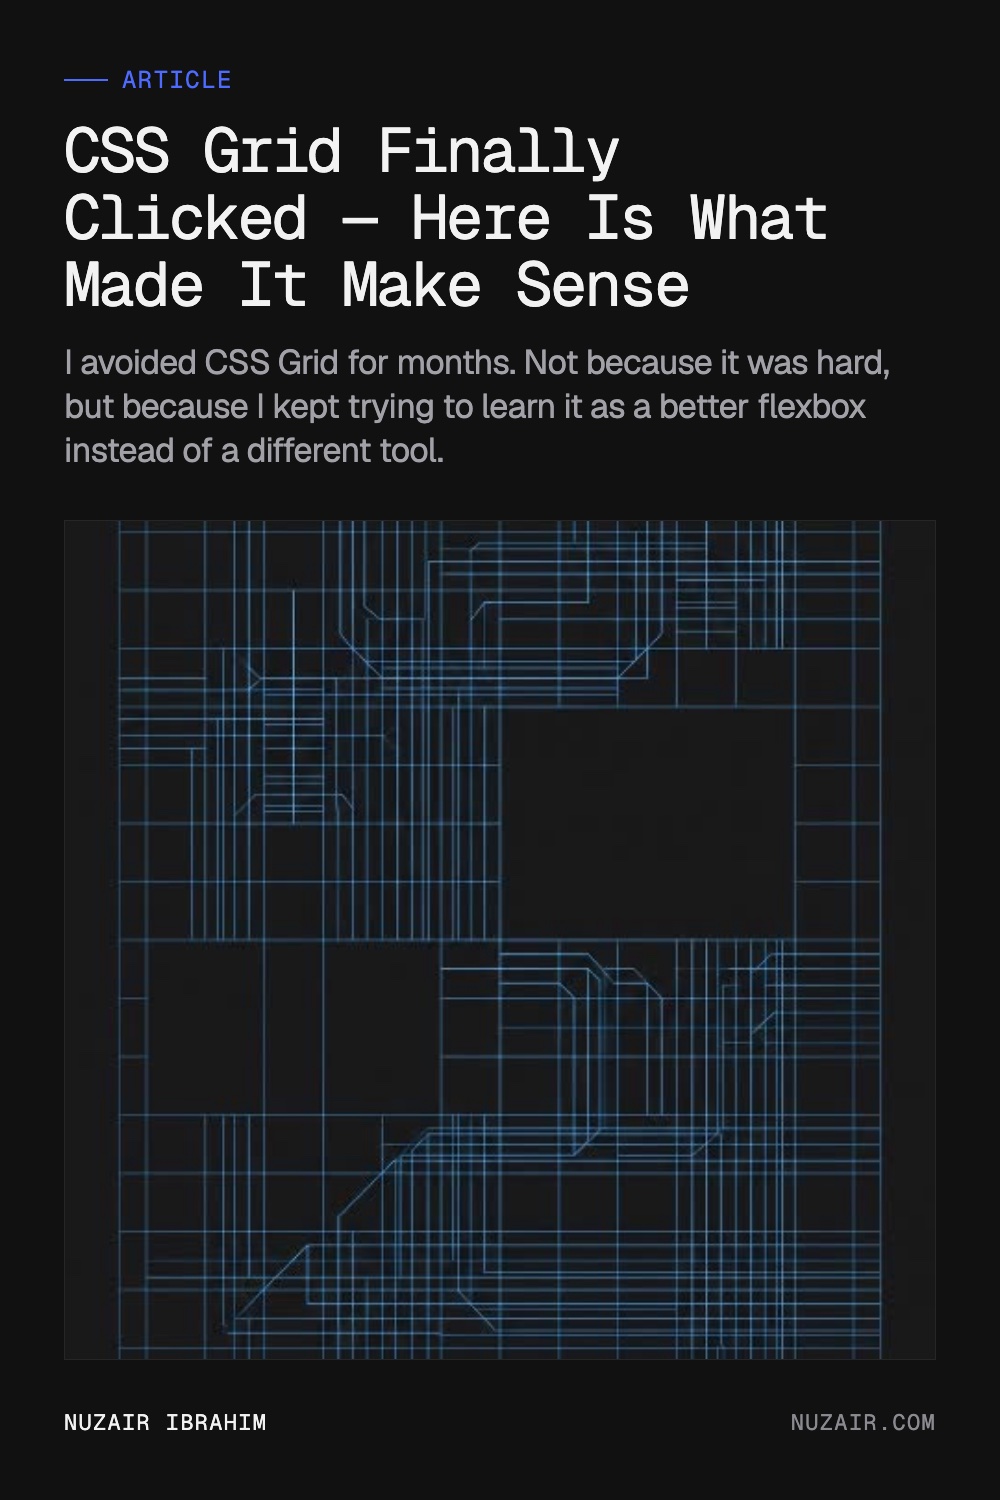 ARTICLE
CSS Grid Finally
Clicked — Here Is What
Made It Make Sense
I avoided CSS Grid for months. Not because it was hard,
but because I kept trying to learn it as a better flexbox
instead of a different tool.
NUZAIR IBRAHIM
NUZAIR.COM